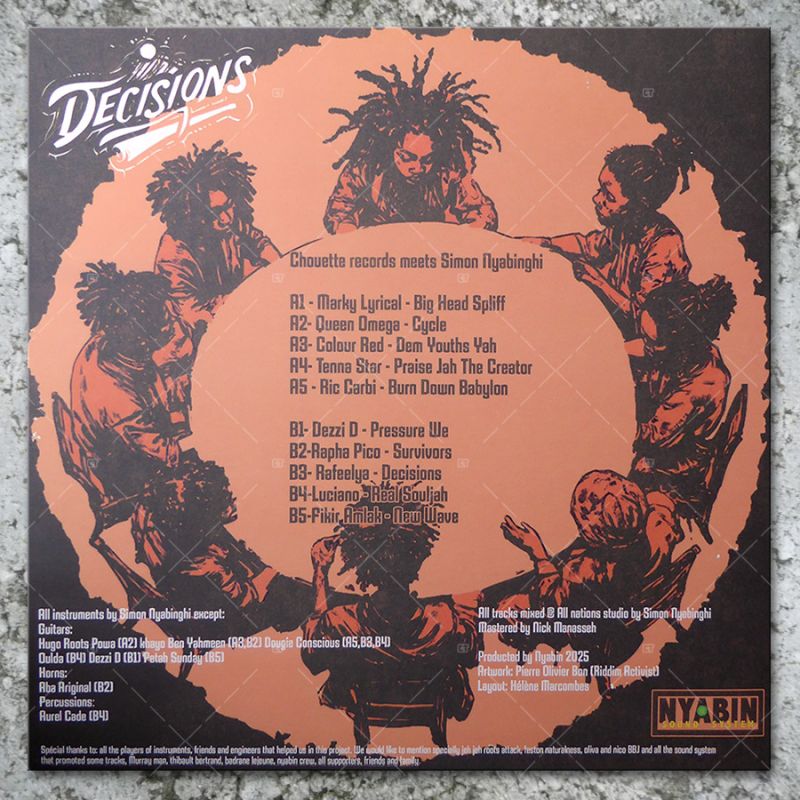 DECISIONS
Chouette records meets Simon Nyabinghi
A1- Marky Lyrical - Big Head Spliff
A2- Queen Omega - Cycle
A3- Colour Red - Dem Youths Yah
A4- Tenna Star - Praise Jah The Creator
A5 - Ric Carbi - Burn Down Babylon
B1- Dezzi D - Pressure We
B2-Rapha Pico - Survivors
B3- Rafeelya - Decisions
B4-Luciano - Real Souljah
B5-Fikir Amlak - New Wave
All instruments by Simon Nyabinghi except:
Guitars:
Hugo Roots Powa (A2) khayo Ben Yahmeen (A3,B2) Dougie Conscious (A5,B3,B4)
Oulda (B4) Dezzi D (B1) Patah Sunday (B5)
Horns:
Aba Ariginal (B2)
Percussions:
Aurel Cade (B4)
All tracks mixed @ All nations studio by Simon Nyabinghi
Mastered by Nick Manasseh
Produced by Nyabin 2025
Artwork: Pierre Olivier Bon (Riddim Activist)
Layout: Hélène Marcombes
NYABIN
SOUND SYSTEM
Spécial thanks to: all the players of instruments, friends and engineers that helped us in this project. We would like to mention specially jah jeh roots attack, feston naturalness, oliva and nico BBJ and all the sound system
that promoted some tracks, Murray man, thibault bertrand, badrane lejeune, nyabin crew, all supporters, friends and family.